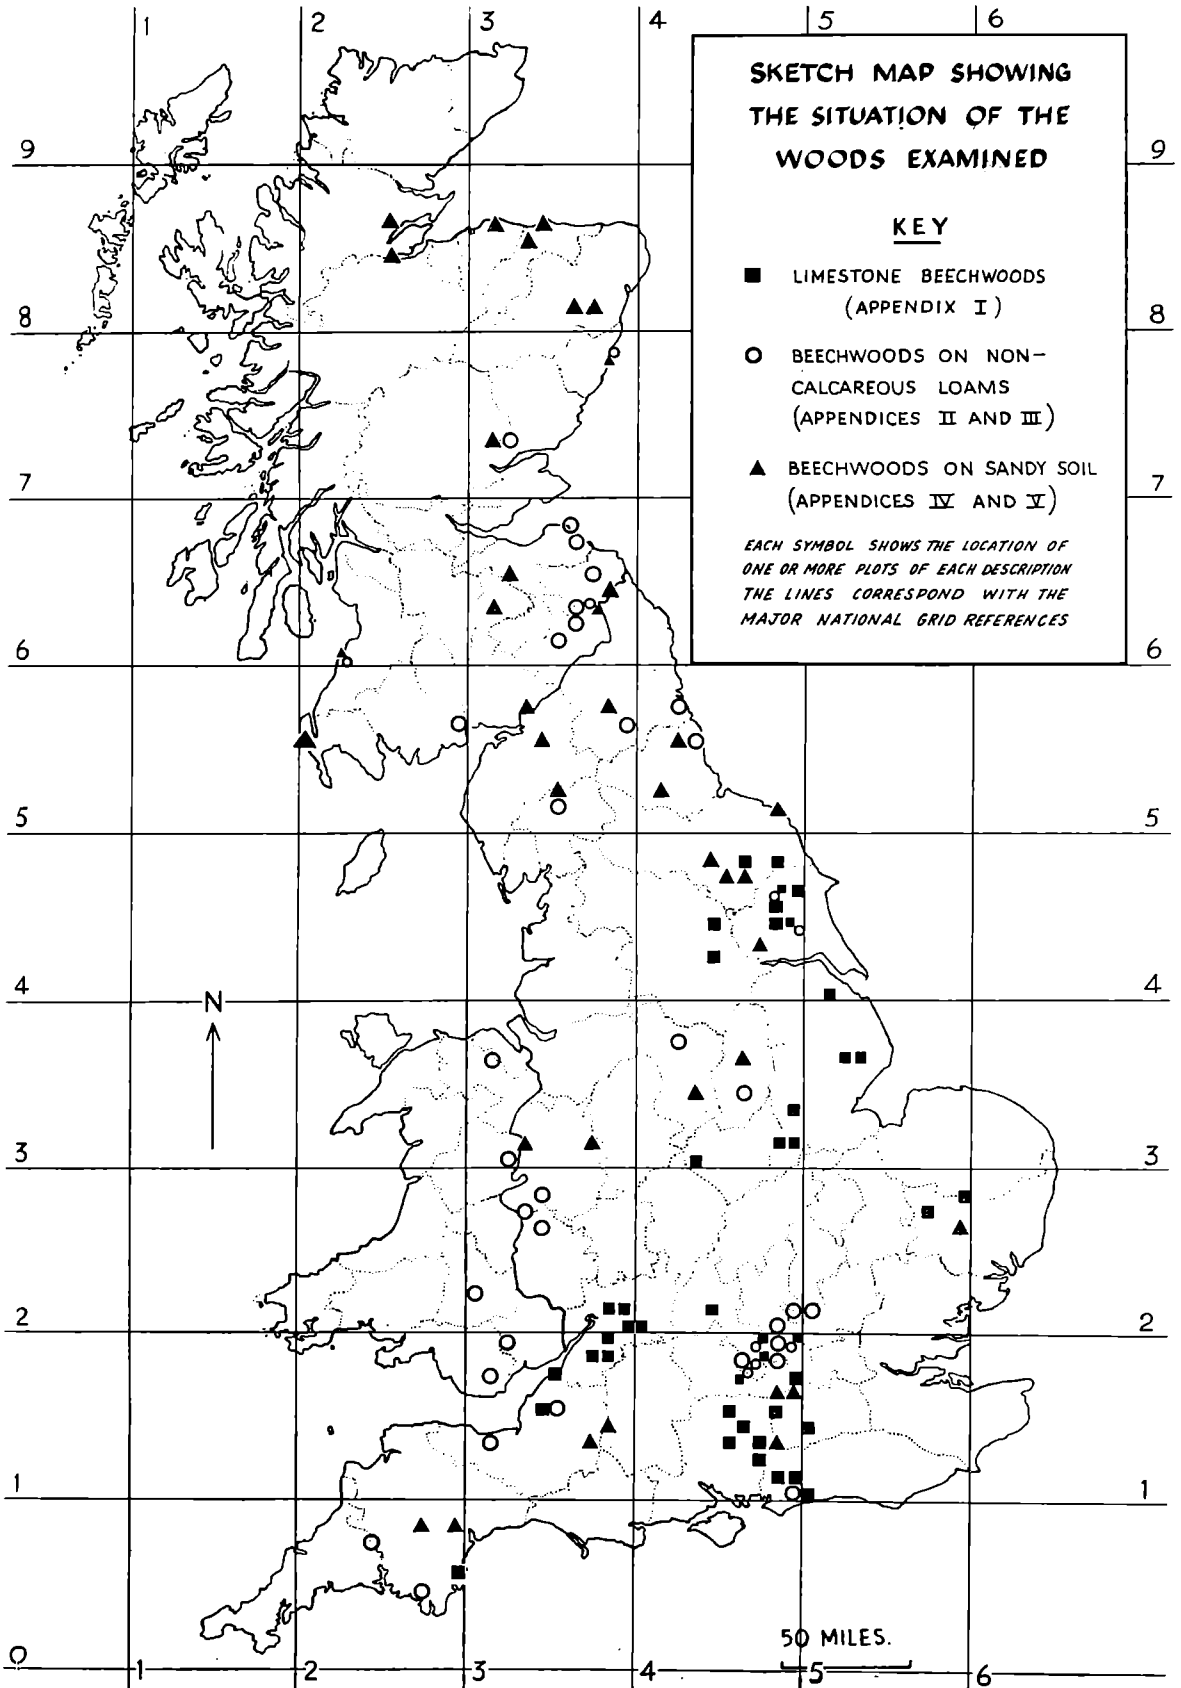 1 2 3 4 5 6
SKETCH MAP SHOWING
THE SITUATION OF THE
WOODS EXAMINED
KEY
LIMESTONE BEECHWOODS
(APPENDIX I)
BEECHWOODS ON NON-
CALCAREOUS LOAMS
(APPENDICES II AND III)
BEECHWOODS ON SANDY SOIL
(APPENDICES IV AND V)
EACH SYMBOL SHOWS THE LOCATION OF
ONE OR MORE PLOTS OF EACH DESCRIPTION
THE LINES CORRESPOND WITH THE
MAJOR NATIONAL GRID REFERENCES
9 9
8 8
7 7
6 6
5 5
4 4
N
3 3
2 2
1 1
50 MILES.
0 1 2 3 4 5 6